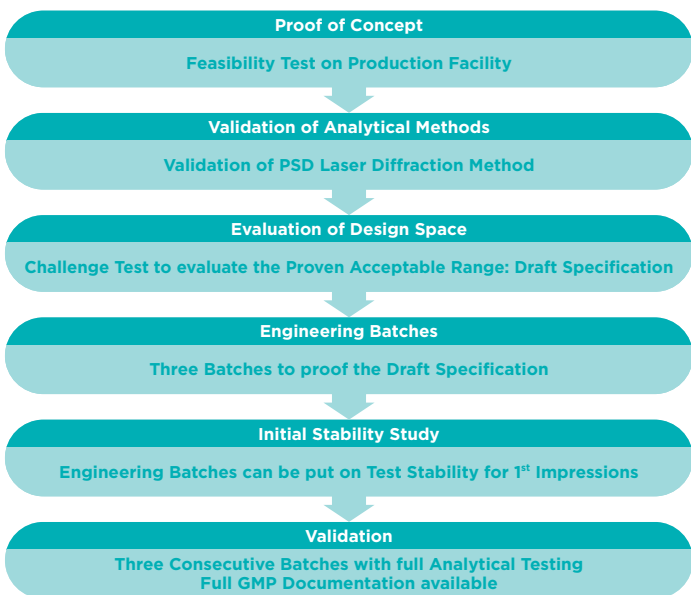 Proof of Concept
Feasibility Test on Production Facility
Validation of Analytical Methods
Validation of PSD Laser Diffraction Method
Evaluation of Design Space
Challenge Test to evaluate the Proven Acceptable Range: Draft Specification
Engineering Batches
Three Batches to proof the Draft Specification
Initial Stability Study
Engineering Batches can be put on Test Stability for 1st Impressions
Validation
Three Consecutive Batches with full Analytical Testing
Full GMP Documentation available